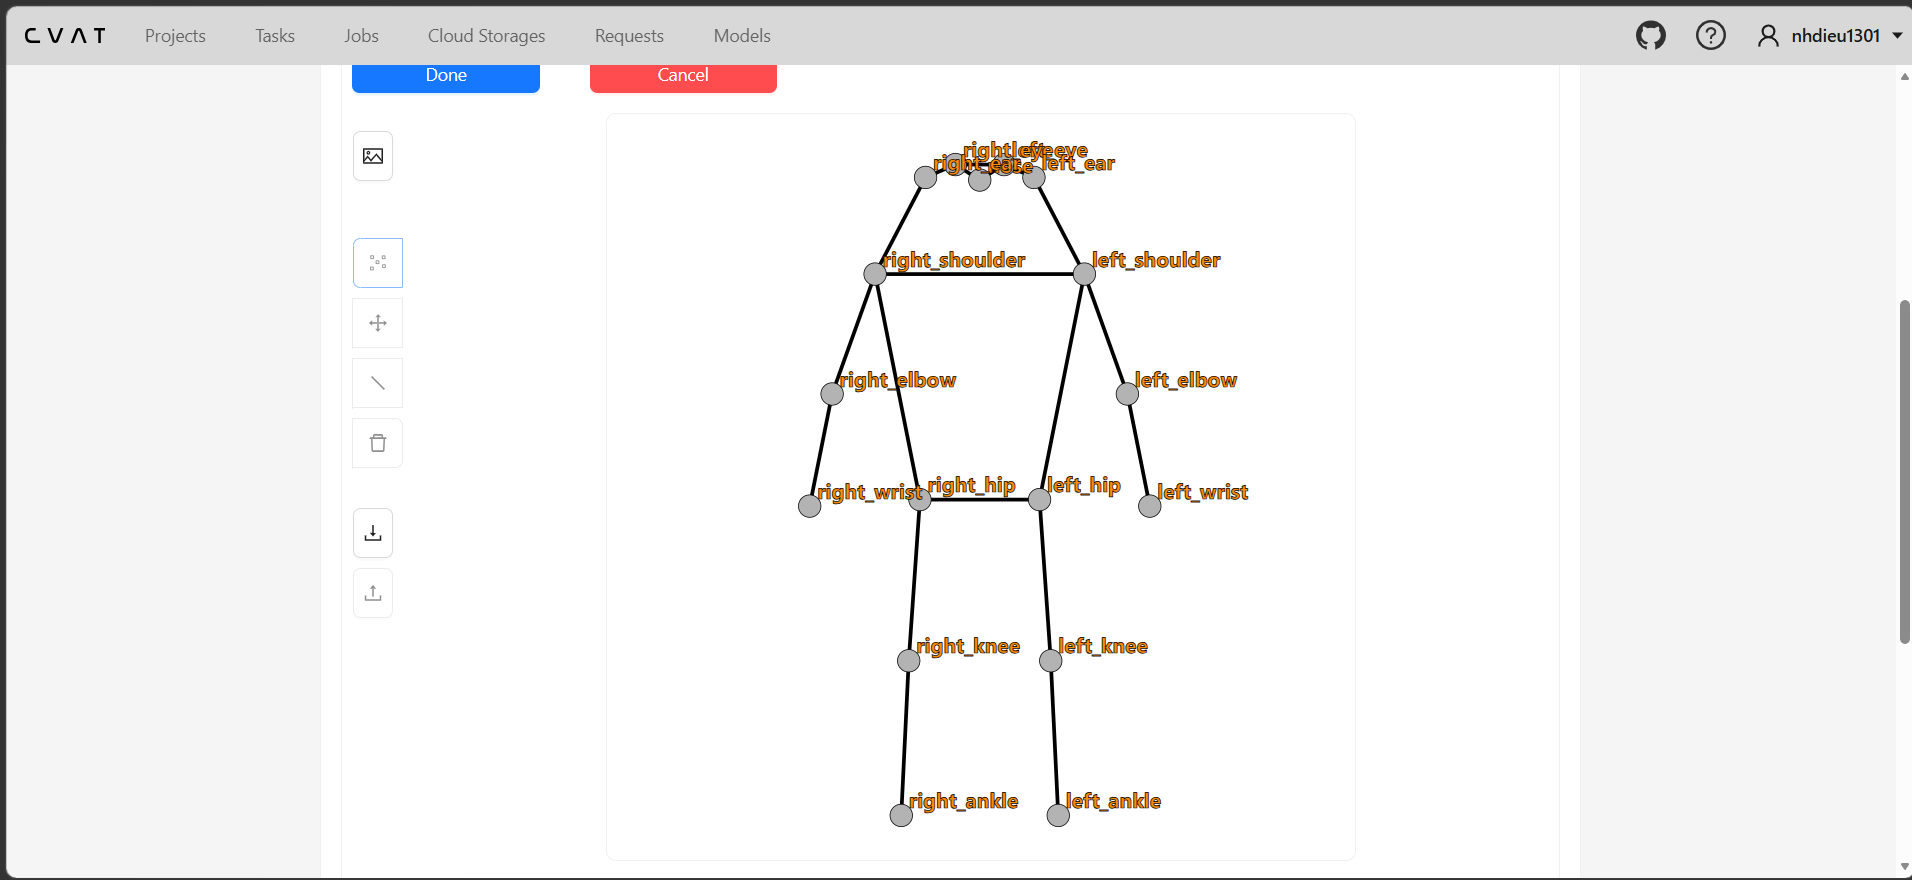 CVAT Projects Tasks Jobs Cloud Storages Requests Models nhdieu1301
Done Cancel
right_ear left_ear
right_shoulder left_shoulder
right_elbow left_elbow
right_wrist right_hip left_hip left_wrist
right_knee left_knee
right_ankle left_ankle